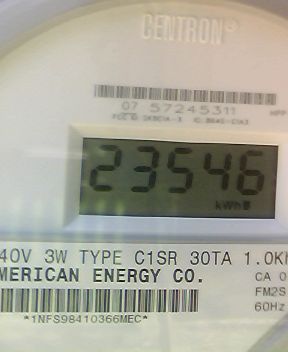 CENTRON®
07 57245311
23546
kWh
40V 3W TYPE C1SR 30TA 1.0K
MERICAN ENERGY CO.
CA 0
FM2S
60Hz
*1NFS98410366MEC*